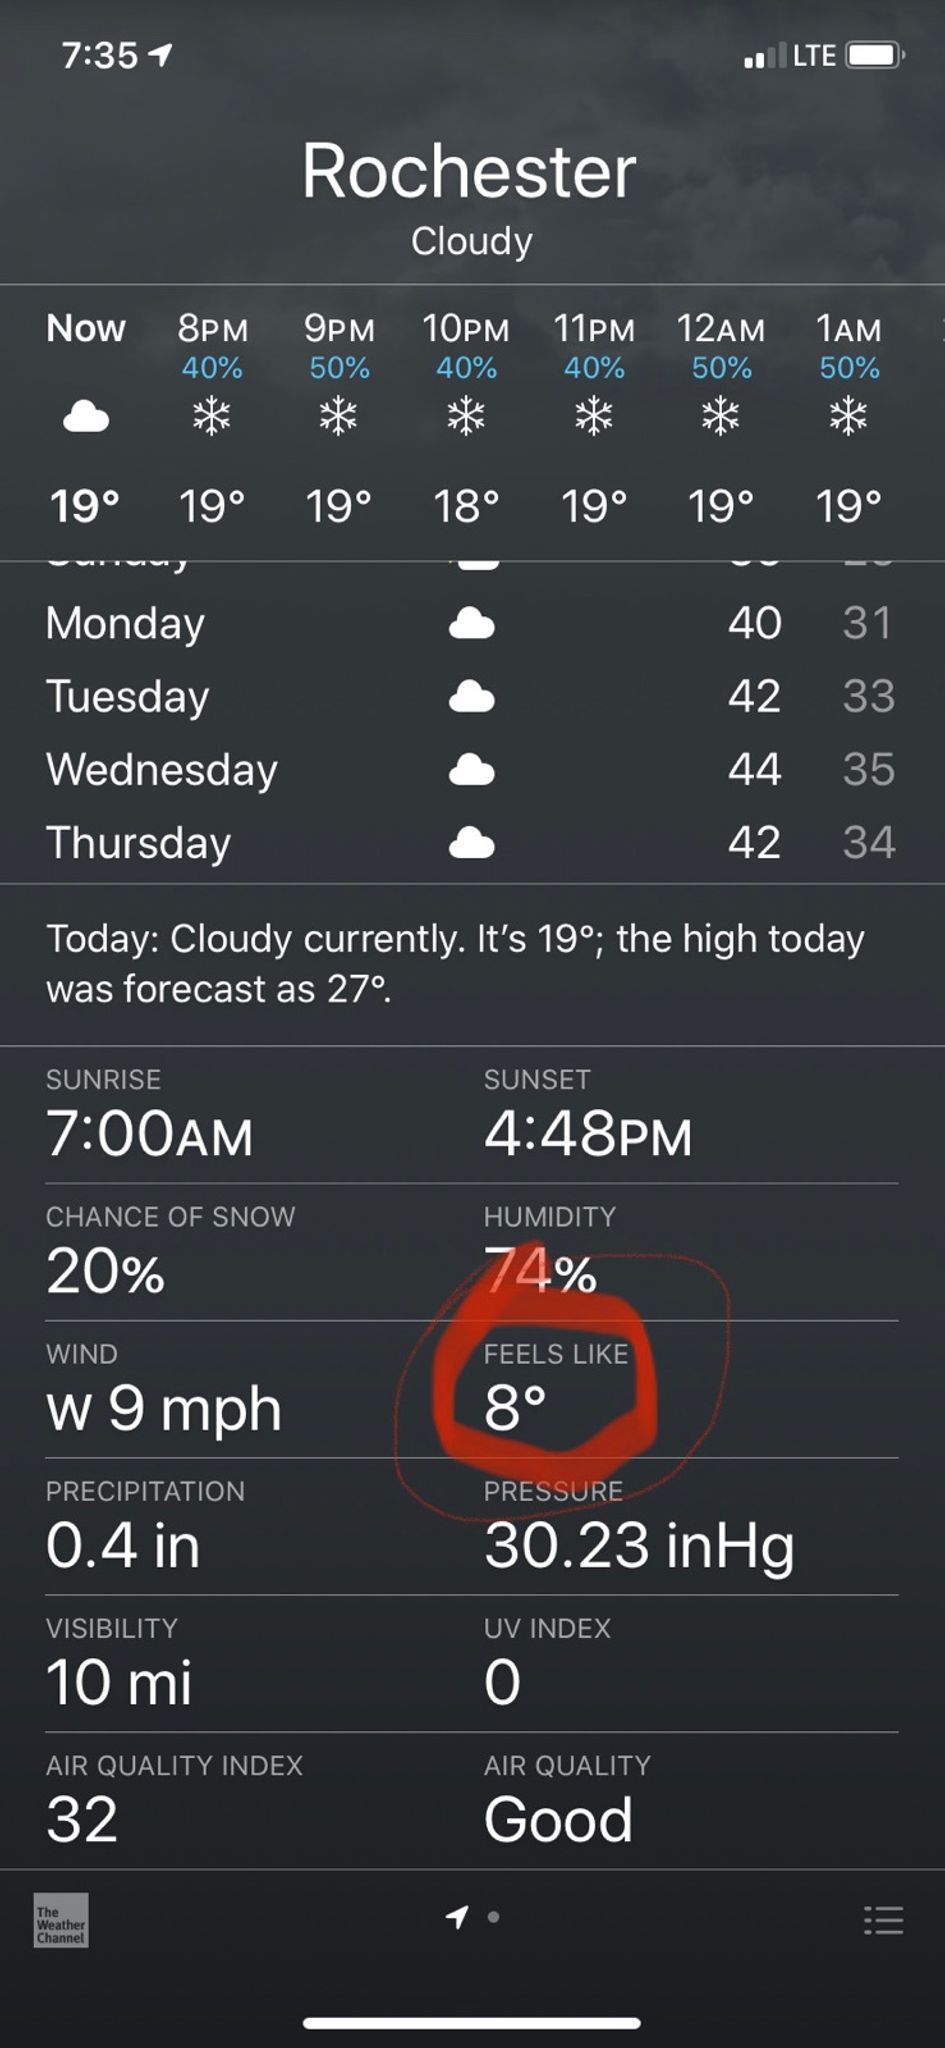 7:35 LTE
Rochester
Cloudy
Now 8PM 9PM 10PM 11PM 12AM 1AM
40% 50% 40% 40% 50% 50%
19° 19° 19° 18° 19° 19° 19°
Monday 40 31
Tuesday 42 33
Wednesday 44 35
Thursday 42 34
Today: Cloudy currently. It’s 19°; the high today
was forecast as 27°.
SUNRISE SUNSET
7:00AM 4:48PM
CHANCE OF SNOW HUMIDITY
20% 74%
WIND FEELS LIKE
W 9 mph 8°
PRECIPITATION PRESSURE
0.4 in 30.23 inHg
VISIBILITY UV INDEX
10 mi 0
AIR QUALITY INDEX AIR QUALITY
32 Good
The
Weather
Channel